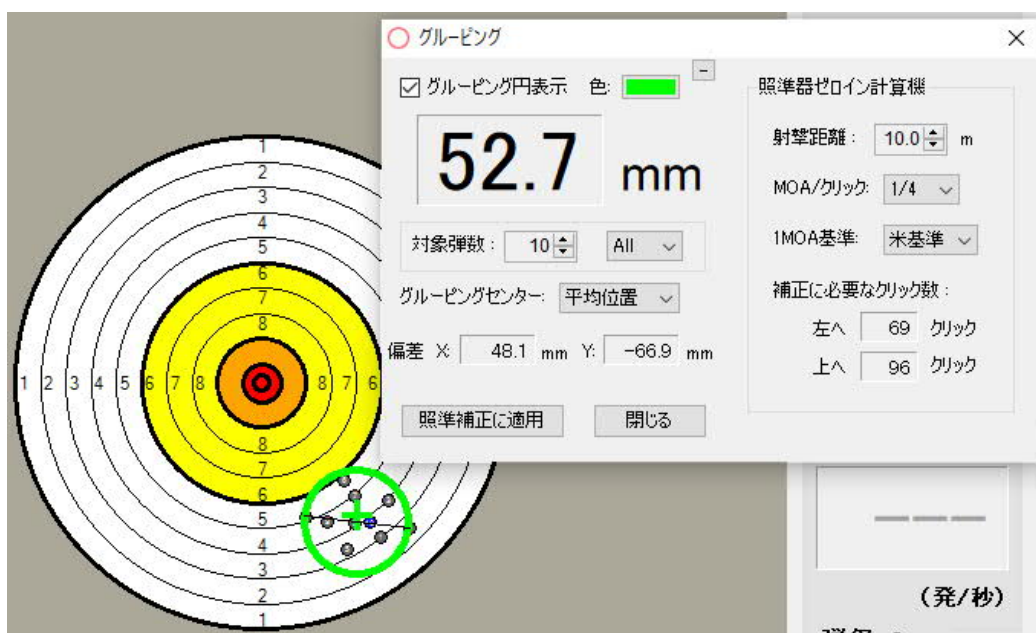 グルーピング
グルーピング円表示 色:
52.7 mm
対象弾数： 10 All
グルーピングセンター: 平均位置
偏差 X: 48.1 mm Y: -66.9 mm
照準補正に適用 閉じる
照準器ゼロイン計算機
射撃距離： 10.0 m
MOA/クリック: 1/4
1MOA基準: 米基準
補正に必要なクリック数：
左へ 69 クリック
上へ 96 クリック
1
2
3
4
5
6
7
8
1 2 3 4 5 6 7 8 8 7 6
8
7
6
5
4
3
2
1
(発/秒)